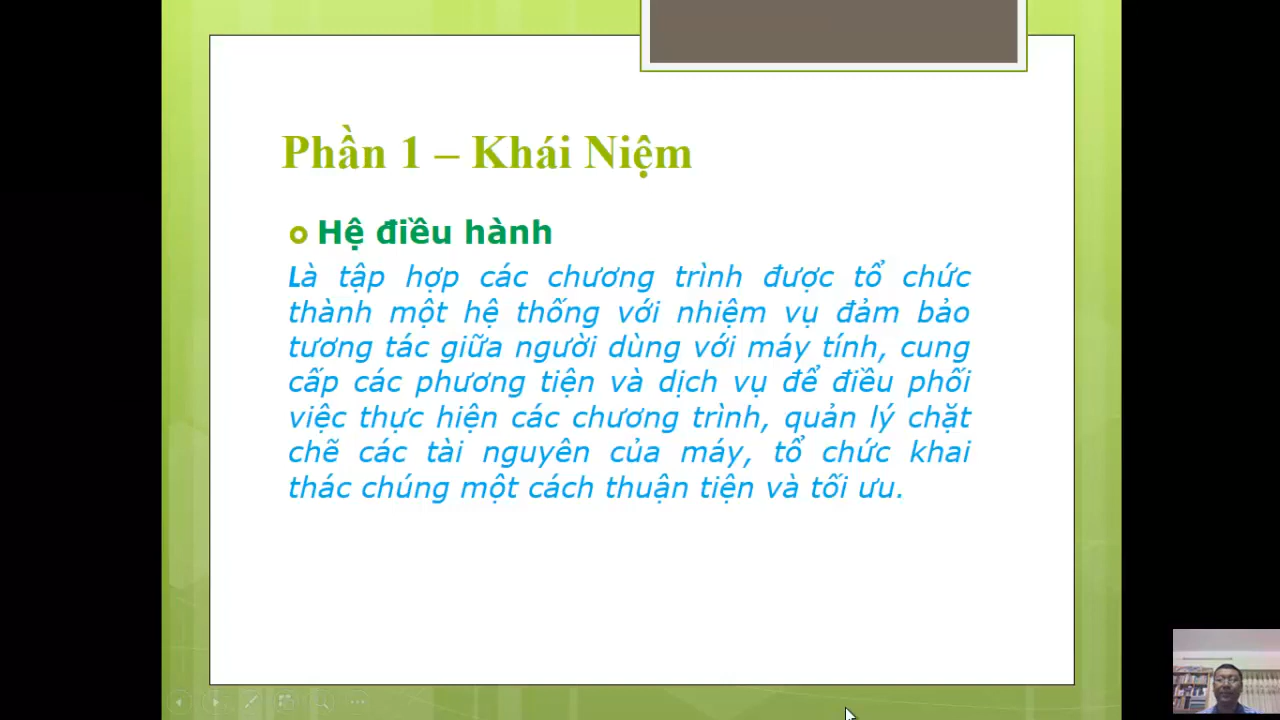 Phần 1 – Khái Niệm
Hệ điều hành
Là tập hợp các chương trình được tổ chức
thành một hệ thống với nhiệm vụ đảm bảo
tương tác giữa người dùng với máy tính, cung
cấp các phương tiện và dịch vụ để điều phối
việc thực hiện các chương trình, quản lý chặt
chẽ các tài nguyên của máy, tổ chức khai
thác chúng một cách thuận tiện và tối ưu.